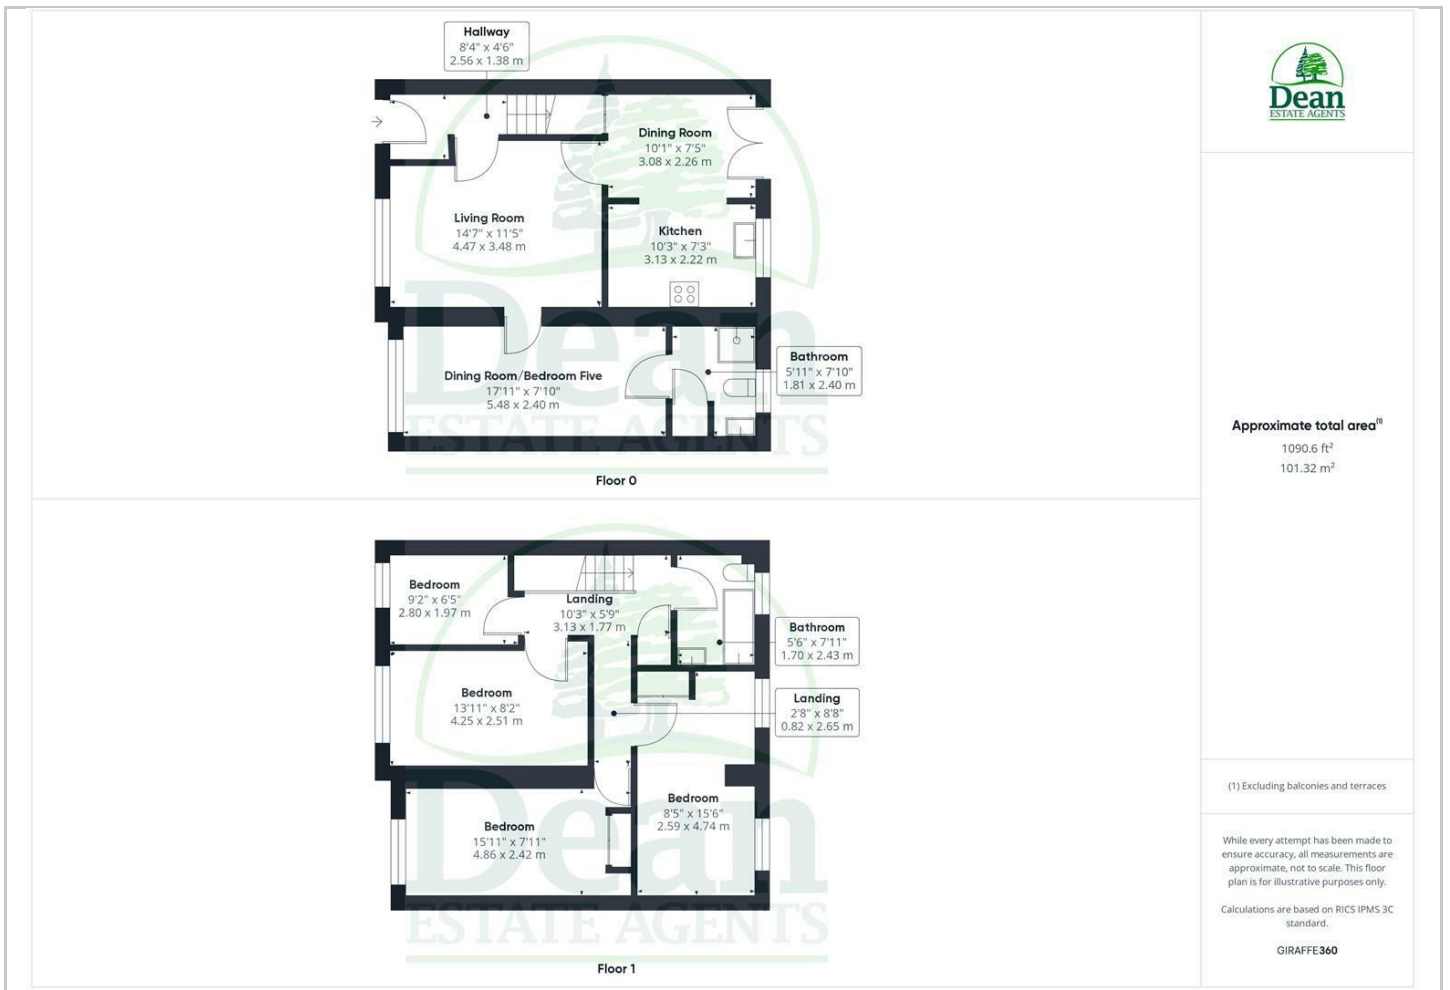 Hallway
8'4" x 4'6"
2.56 x 1.38 m
Dining Room
10'1" x 7'5"
3.08 x 2.26 m
Living Room
14'7" x 11'5"
4.47 x 3.48 m
Kitchen
10'3" x 7'3"
3.13 x 2.22 m
Dining Room/Bedroom Five
17'11" x 7'10"
5.48 x 2.40 m
Bathroom
5'11" x 7'10"
1.81 x 2.40 m
Dean
ESTATE AGENTS
Floor 0
Bedroom
9'2" x 6'5"
2.80 x 1.97 m
Landing
10'3" x 5'9"
3.13 x 1.77 m
Bathroom
5'6" x 7'11"
1.70 x 2.43 m
Bedroom
13'11" x 8'2"
4.25 x 2.51 m
Landing
2'8" x 8'8"
0.82 x 2.65 m
Bedroom
8'5" x 15'6"
2.59 x 4.74 m
Bedroom
15'11" x 7'11"
4.86 x 2.42 m
Dean
ESTATE AGENTS
Floor 1
Dean
ESTATE AGENTS
Approximate total area(1)
1090.6 ft²
101.32 m²
(1) Excluding balconies and terraces
While every attempt has been made to
ensure accuracy, all measurements are
approximate, not to scale. This floor
plan is for illustrative purposes only.
Calculations are based on RICS IPMS 3C
standard.
GIRAFFE360